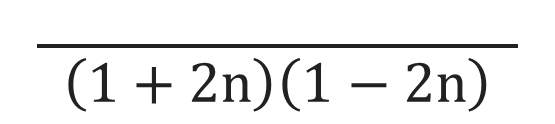 (1 + 2n)(1 − 2n)